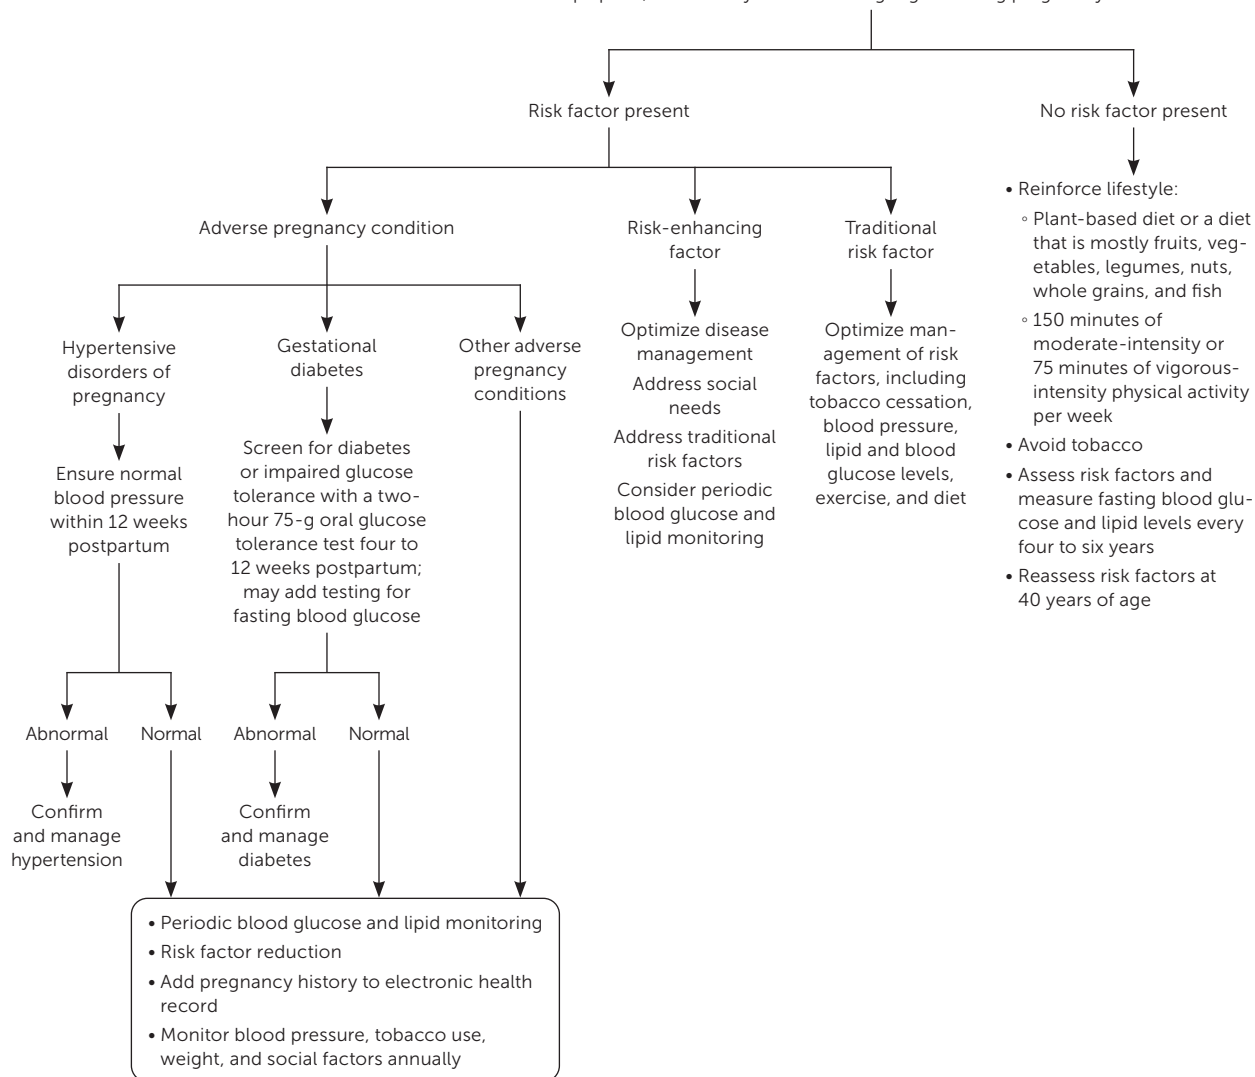 Risk factor present
No risk factor present
Adverse pregnancy condition
Risk-enhancing
factor
Traditional
risk factor
• Reinforce lifestyle:
◦ Plant-based diet or a diet
that is mostly fruits, veg-
etables, legumes, nuts,
whole grains, and fish
◦ 150 minutes of
moderate-intensity or
75 minutes of vigorous-
intensity physical activity
per week
• Avoid tobacco
• Assess risk factors and
measure fasting blood glu-
cose and lipid levels every
four to six years
• Reassess risk factors at
40 years of age
Hypertensive
disorders of
pregnancy
Gestational
diabetes
Other adverse
pregnancy
conditions
Optimize disease
management
Address social
needs
Address traditional
risk factors
Consider periodic
blood glucose and
lipid monitoring
Optimize man-
agement of risk
factors, including
tobacco cessation,
blood pressure,
lipid and blood
glucose levels,
exercise, and diet
Ensure normal
blood pressure
within 12 weeks
postpartum
Screen for diabetes
or impaired glucose
tolerance with a two-
hour 75-g oral glucose
tolerance test four to
12 weeks postpartum;
may add testing for
fasting blood glucose
Abnormal
Normal
Abnormal
Normal
Confirm
and manage
hypertension
Confirm
and manage
diabetes
• Periodic blood glucose and lipid monitoring
• Risk factor reduction
• Add pregnancy history to electronic health
record
• Monitor blood pressure, tobacco use,
weight, and social factors annually